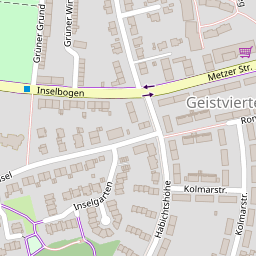 Grüner Grund
Grüner Win
Metzer Str.
Inselbogen
Geistvierte
Ron
Kolmarstr.
Inselgarten
Habichtshöhe
Kolmarstr.
sel